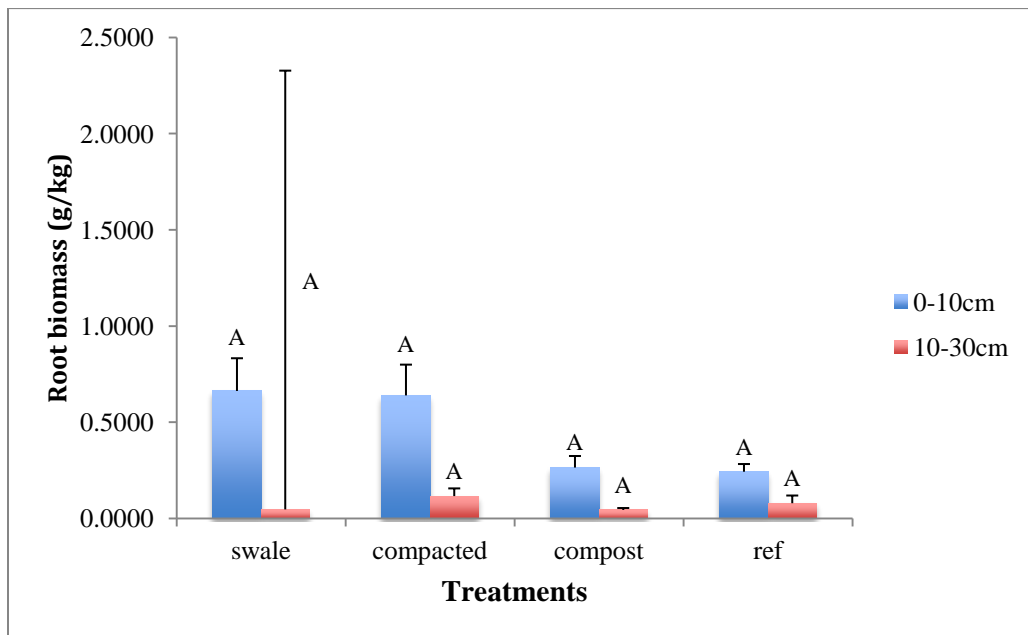 2.5000
2.0000
1.5000
1.0000
0.5000
0.0000
Root biomass (g/kg)
A
A
A
A
A
A
A
A
swale
compacted
compost
ref
Treatments
0-10cm
10-30cm